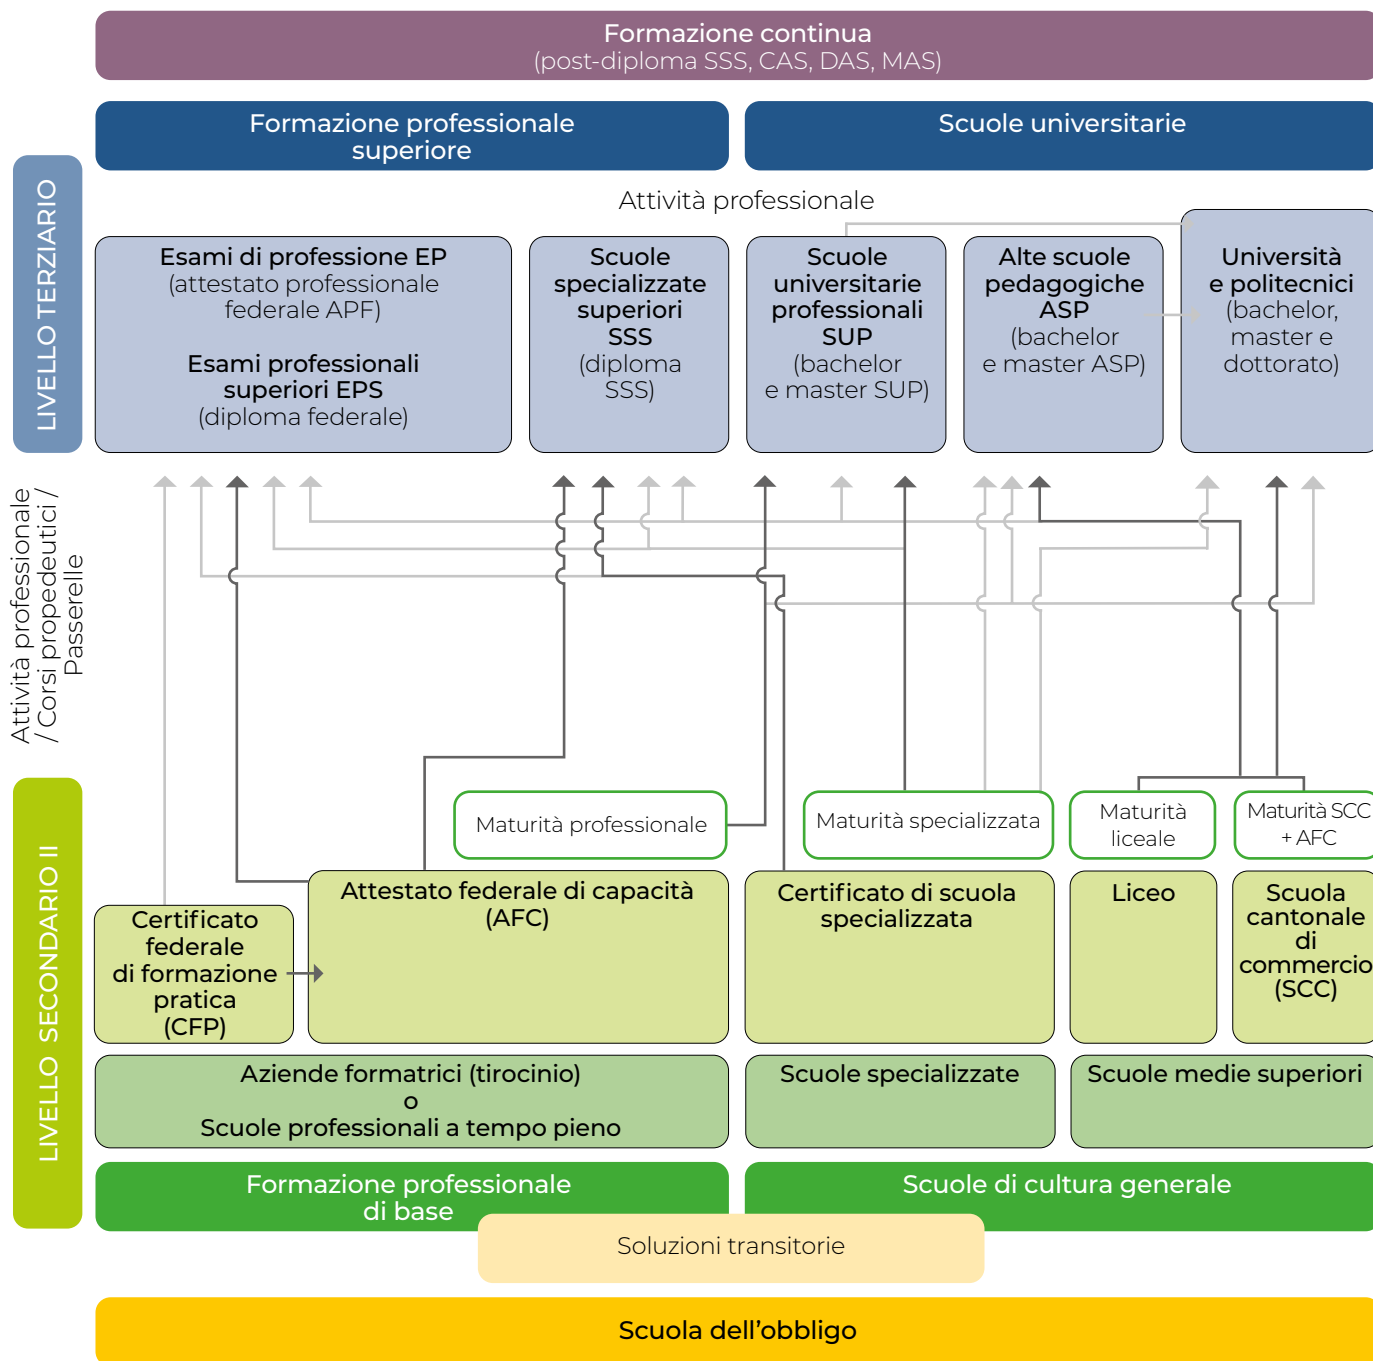 Formazione continua
(post-diploma SSS, CAS, DAS, MAS)
Formazione professionale
superiore
Scuole universitarie
LIVELLO TERZIARIO
Attività professionale
Esami di professione EP
(attestato professionale
federale APF)
Esami professionali
superiori EPS
(diploma federale)
Scuole
specializzate
superiori
SSS
(diploma
SSS)
Scuole
universitarie
professionali
SUP
(bachelor
e master SUP)
Alte scuole
pedagogiche
ASP
(bachelor
e master ASP)
Università
e politecnici
(bachelor,
master e
dottorato)
Attività professionale
/ Corsi propedeutici /
Passerelle
LIVELLO SECONDARIO II
Maturità professionale
Maturità specializzata
Maturità
liceale
Maturità SCC
+ AFC
Certificato
federale
di formazione
pratica
(CFP)
Attestato federale di capacità
(AFC)
Certificato di scuola
specializzata
Liceo
Scuola
cantonale
di
commercio
(SCC)
Aziende formatrici (tirocinio)
o
Scuole professionali a tempo pieno
Scuole specializzate
Scuole medie superiori
Formazione professionale
di base
Scuole di cultura generale
Soluzioni transitorie
Scuola dell'obbligo